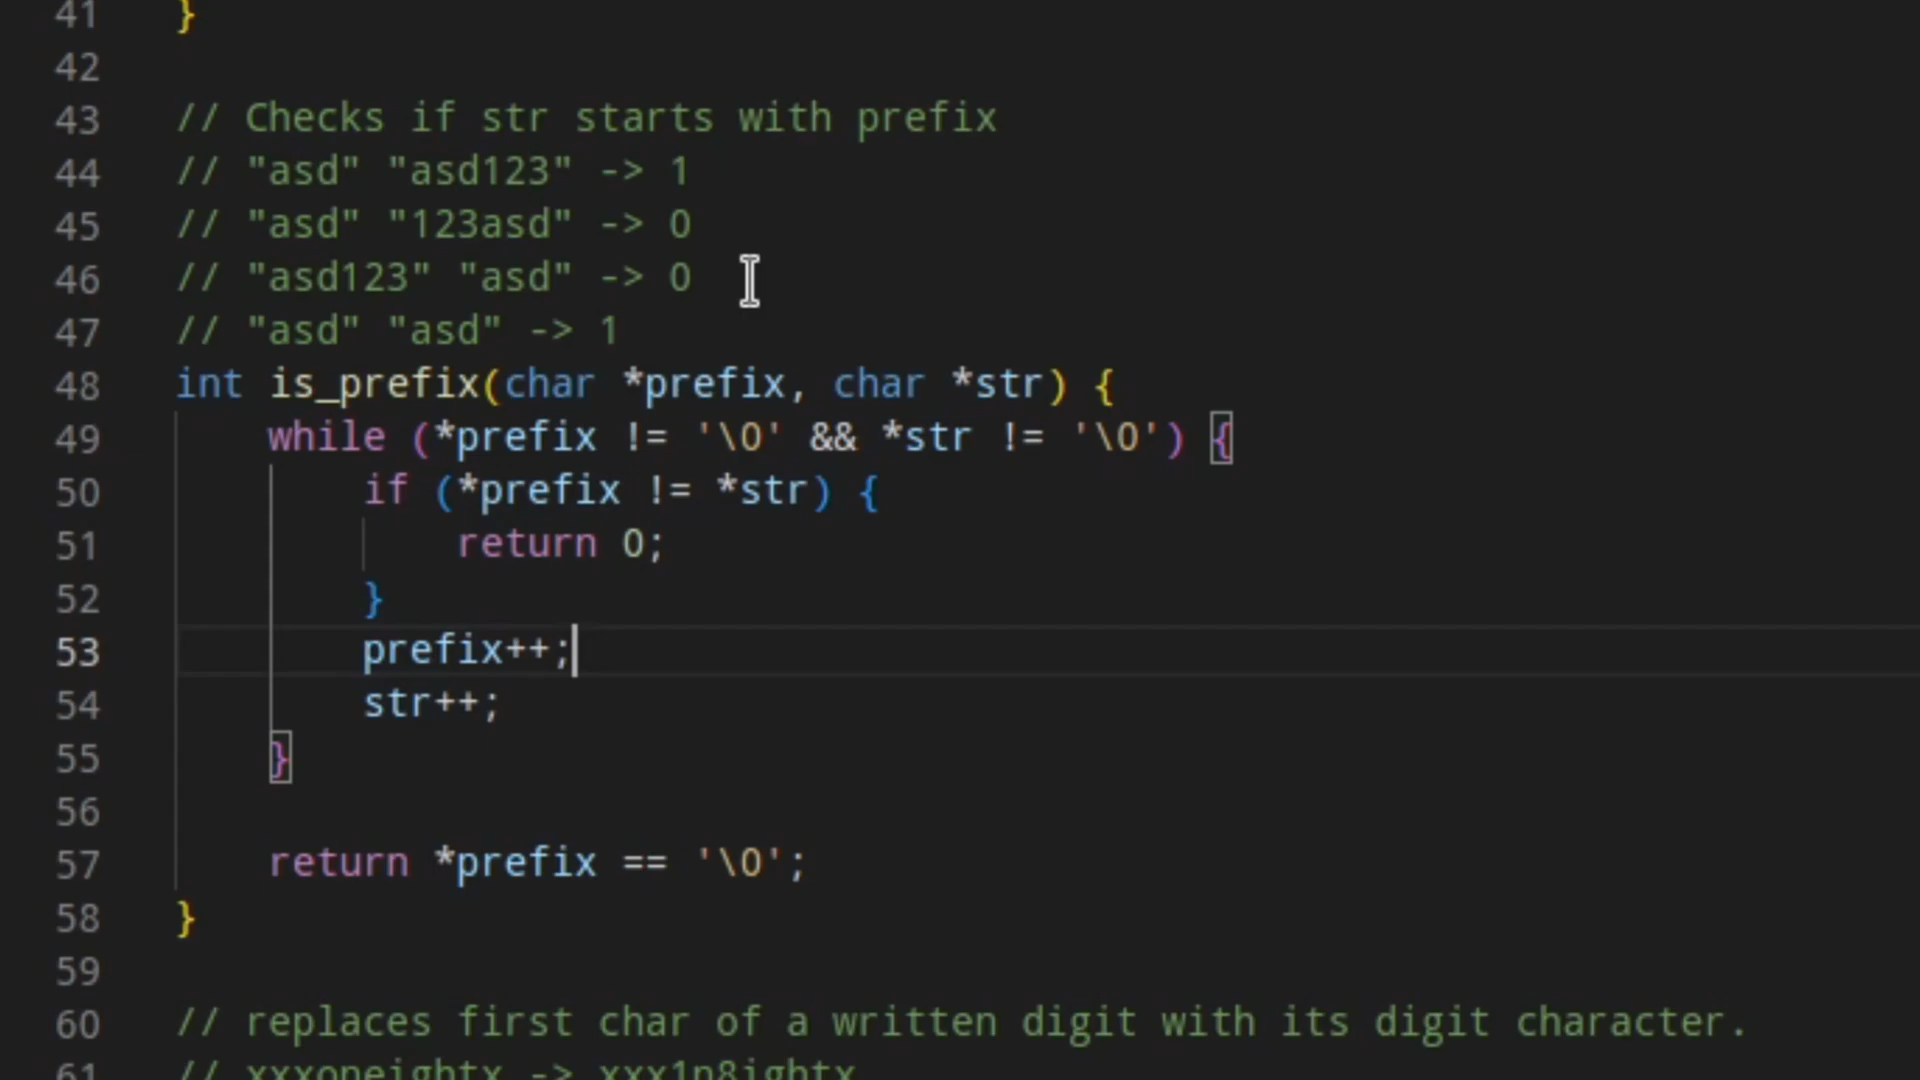 41 }
42
43 // Checks if str starts with prefix
44 // "asd" "asd123" -> 1
45 // "asd" "123asd" -> 0
46 // "asd123" "asd" -> 0
47 // "asd" "asd" -> 1
48 int is_prefix(char *prefix, char *str) {
49     while (*prefix != '\0' && *str != '\0') {
50         if (*prefix != *str) {
51             return 0;
52         }
53         prefix++;
54         str++;
55     }
56
57     return *prefix == '\0';
58 }
59
60 // replaces first char of a written digit with its digit character.
61 // xxxoneightx -> xxx1n8ightx